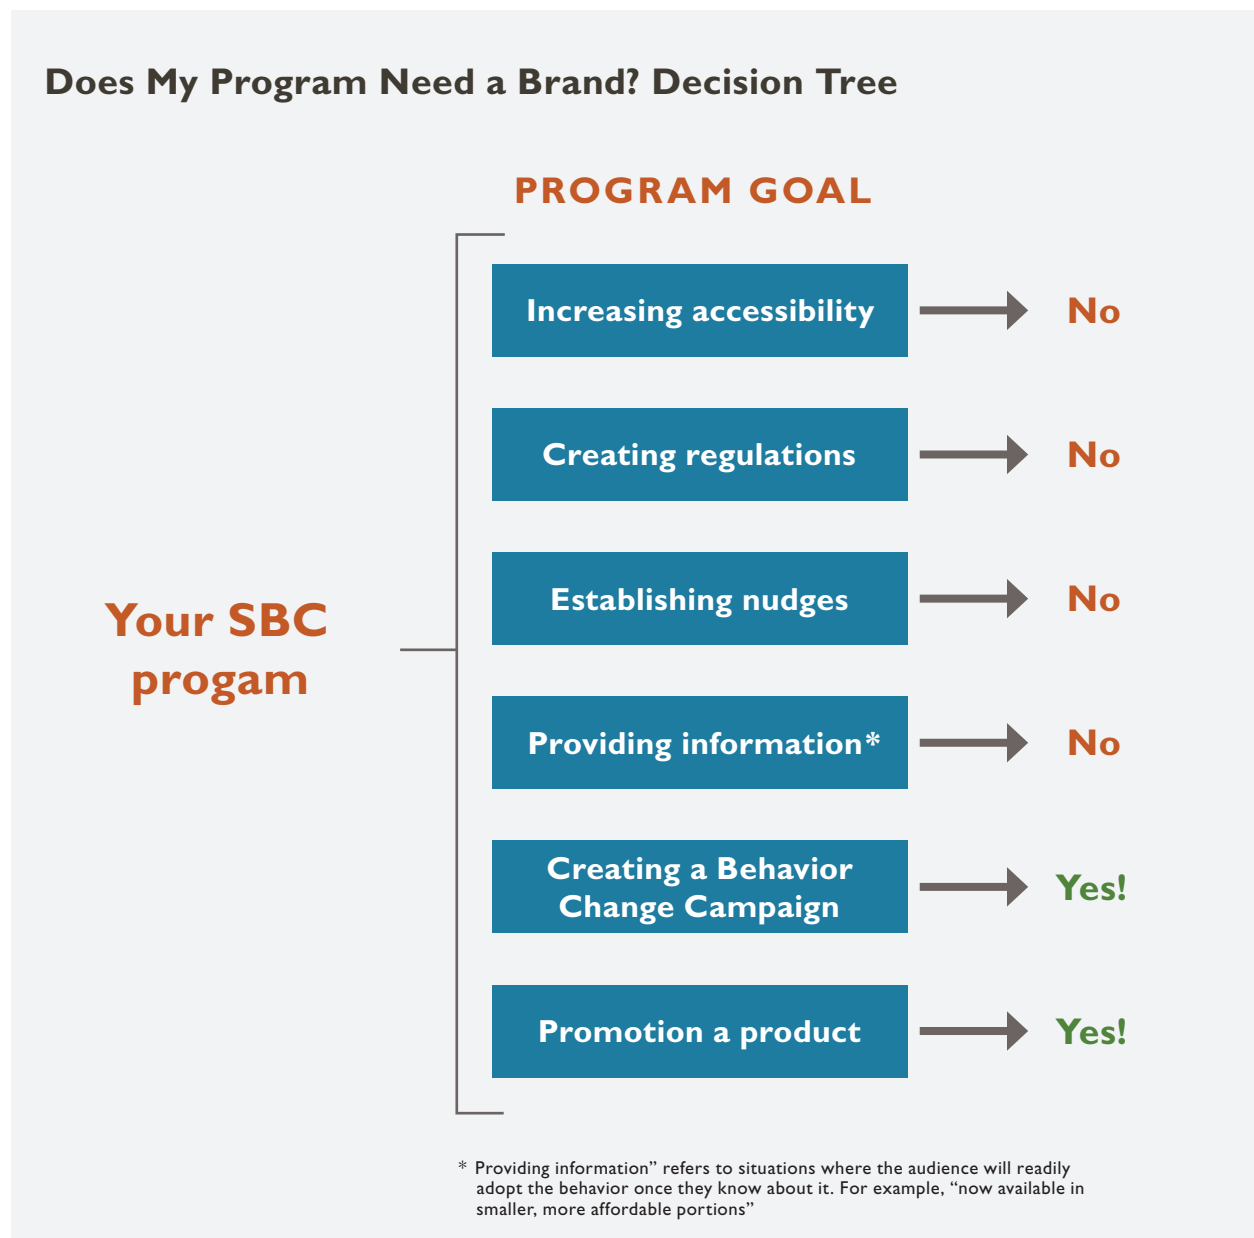 Does My Program Need a Brand? Decision Tree
PROGRAM GOAL
Increasing accessibility
No
Creating regulations
No
Establishing nudges
No
Your SBC
progam
Providing information*
No
Creating a Behavior
Change Campaign
Yes!
Promotion a product
Yes!
* Providing information” refers to situations where the audience will readily
adopt the behavior once they know about it. For example, “now available in
smaller, more affordable portions”